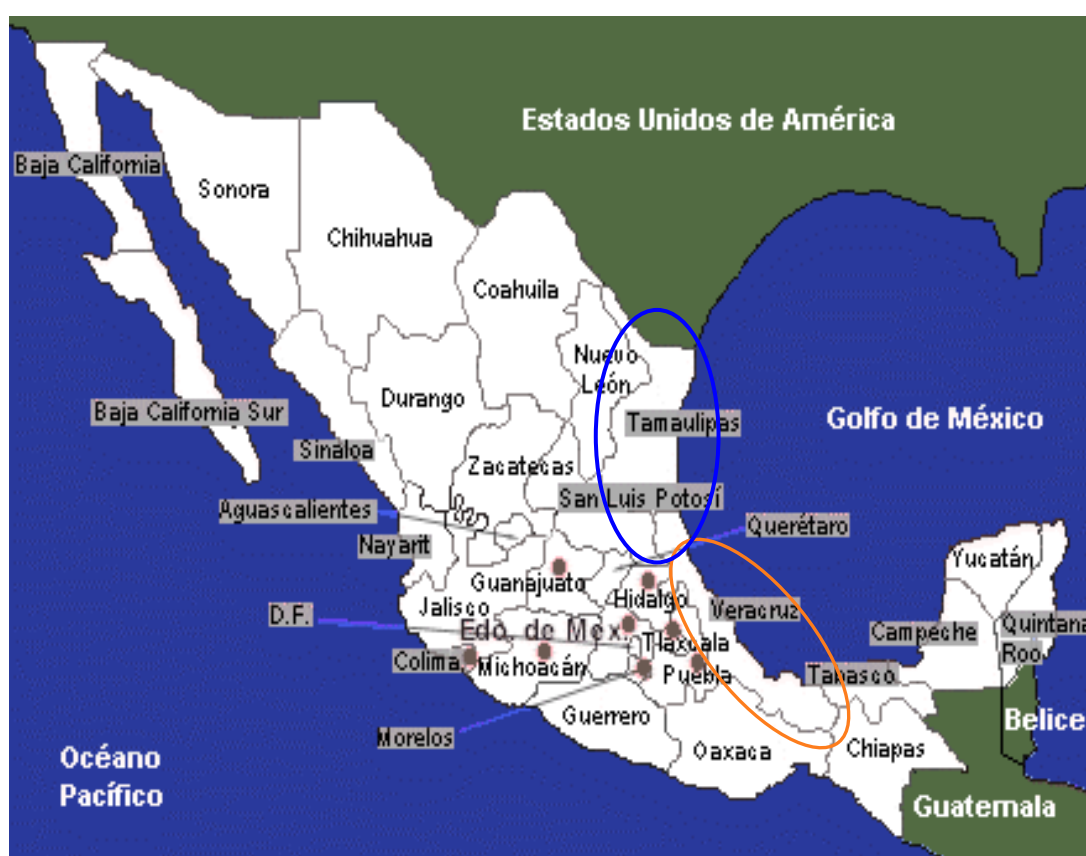 Estados Unidos de América
Baja California
Sonora
Chihuahua
Coahuila
Nuevo
León
Durango
Baja California Sur
Tamaulipas
Golfo de México
Sinaloa
Zacatecas
San Luis Potosí
Aguascalientes
Querétaro
Nayarit
Yucatán
Guanajuato
Hidalgo
Jalisco
Veracruz
D.F.
Edo. de Mex
Campeche
Quintana
Roo
Tlaxcala
Colima
Michoacán
Puebla
Tabasco
Guerrero
Belice
Morelos
Oaxaca
Chiapas
Océano
Pacífico
Guatemala